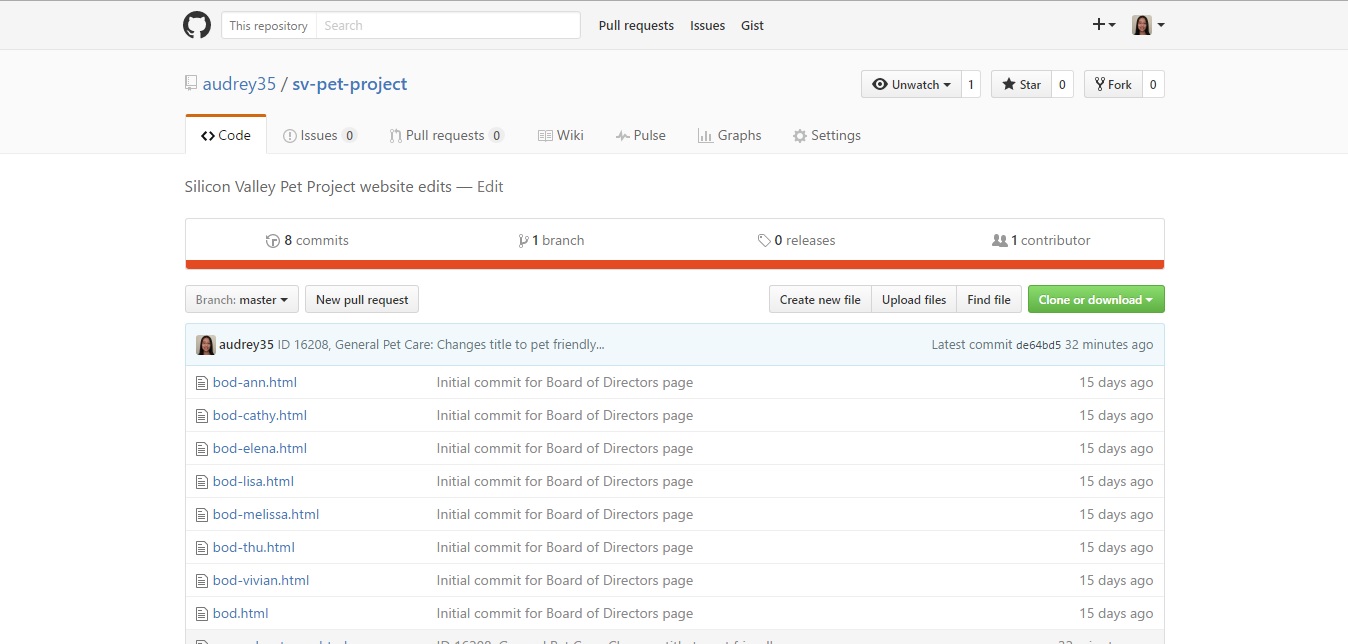 This repository Search Pull requests Issues Gist
audrey35 / sv-pet-project Unwatch 1 Star 0 Fork 0
Code Issues 0 Pull requests 0 Wiki Pulse Graphs Settings
Silicon Valley Pet Project website edits — Edit
8 commits 1 branch 0 releases 1 contributor
Branch: master New pull request Create new file Upload files Find file Clone or download
audrey35 ID 16208, General Pet Care: Changes title to pet friendly... Latest commit de64bd5 32 minutes ago
bod-ann.html Initial commit for Board of Directors page 15 days ago
bod-cathy.html Initial commit for Board of Directors page 15 days ago
bod-elena.html Initial commit for Board of Directors page 15 days ago
bod-lisa.html Initial commit for Board of Directors page 15 days ago
bod-melissa.html Initial commit for Board of Directors page 15 days ago
bod-thu.html Initial commit for Board of Directors page 15 days ago
bod-vivian.html Initial commit for Board of Directors page 15 days ago
bod.html Initial commit for Board of Directors page 15 days ago